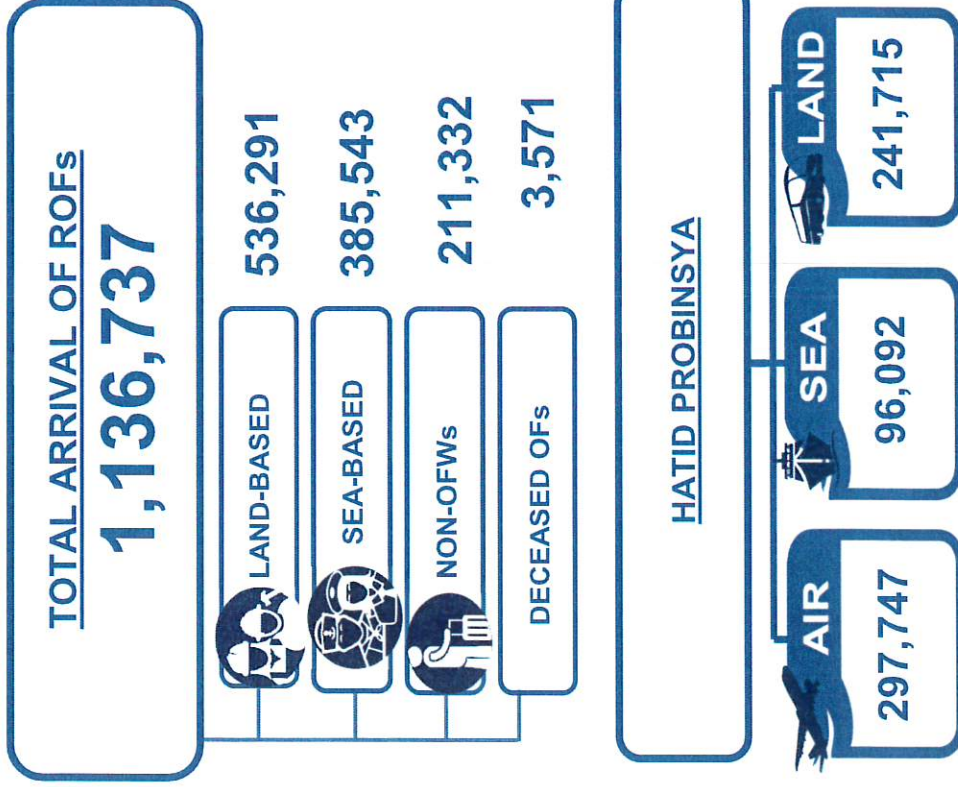 TOTAL ARRIVAL OF ROFs
1,136,737
LAND-BASED 536,291
SEA-BASED 385,543
NON-OFWs 211,332
DECEASED OFs 3,571
HATID PROBINSYA
AIR
297,747
SEA
96,092
LAND
241,715